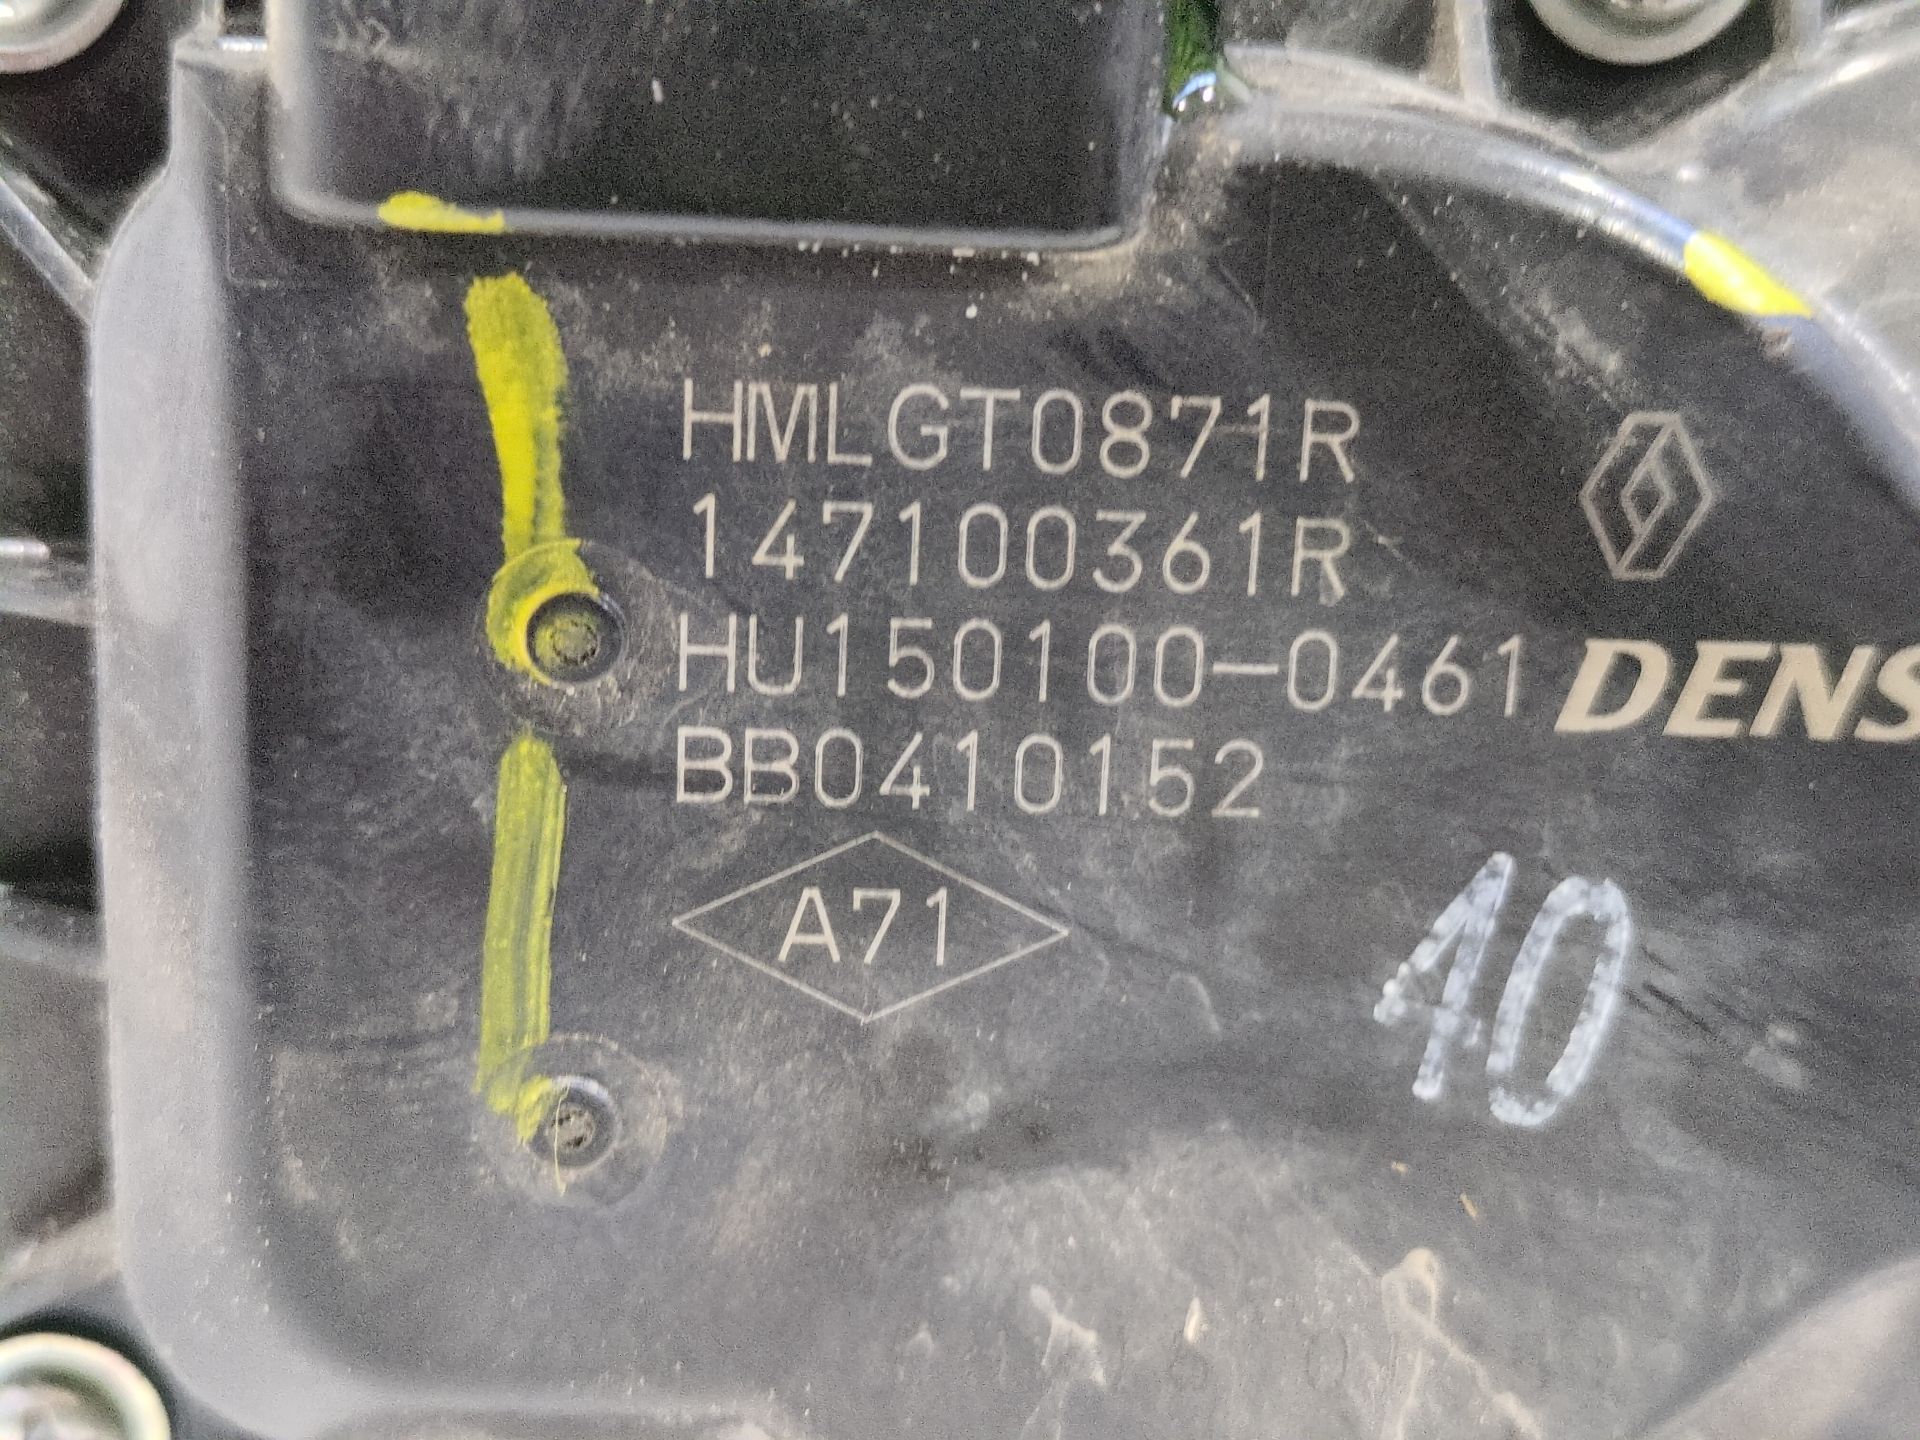 HMLGT0871R
147100361R
HU150100-0461
DENS
BB0410152
A71
40